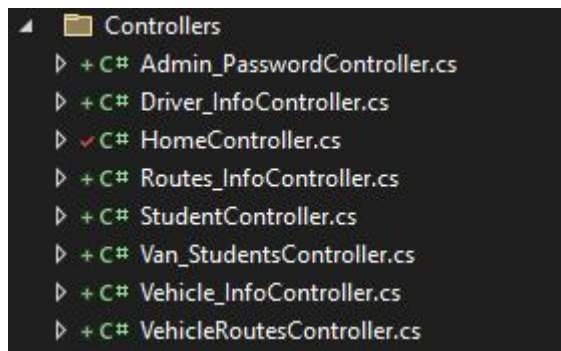 Controllers
+ C# Admin_PasswordController.cs
+ C# Driver_InfoController.cs
C# HomeController.cs
+ C# Routes_InfoController.cs
+ C# StudentController.cs
+ C# Van_StudentsController.cs
+ C# Vehicle_InfoController.cs
+ C# VehicleRoutesController.cs